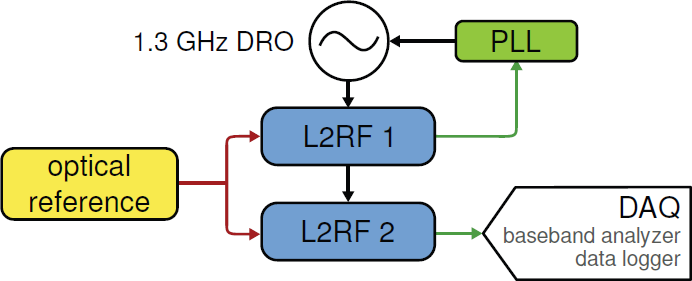 1.3 GHz DRO
PLL
L2RF 1
optical
reference
L2RF 2
DAQ
baseband analyzer
data logger